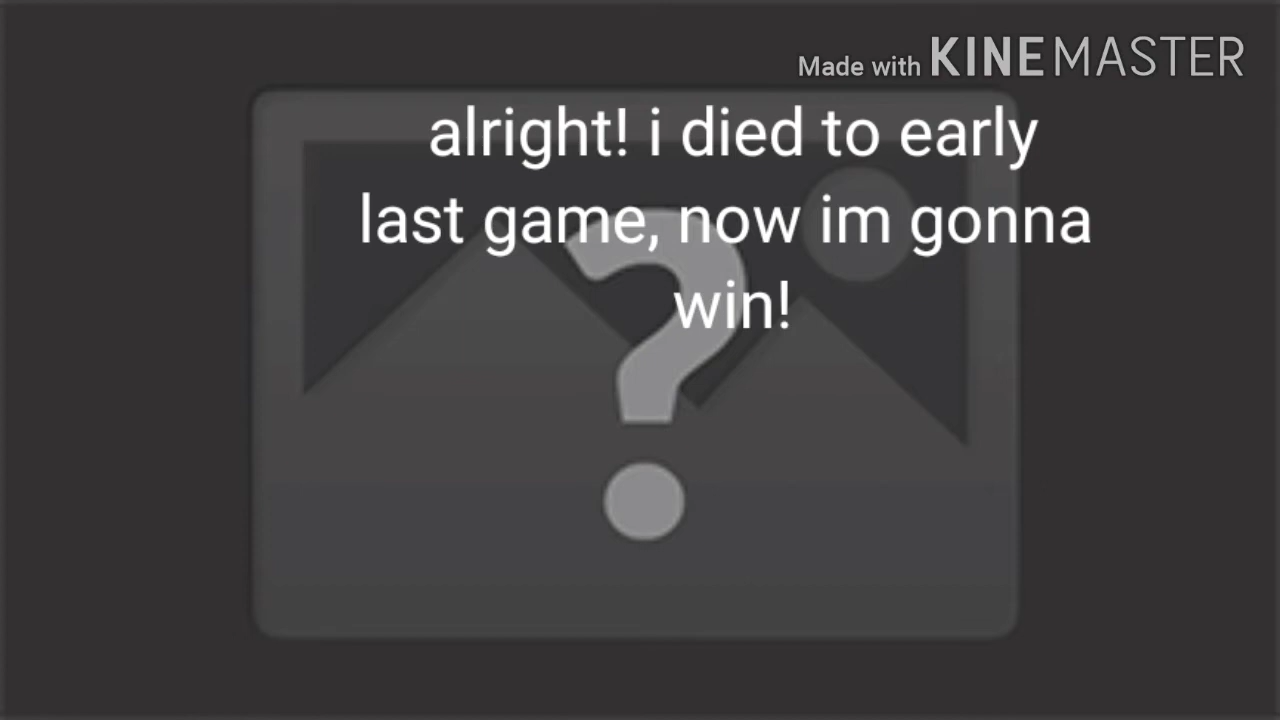 Made with KINEMASTER
alright! i died to early
last game, now im gonna
win!
?